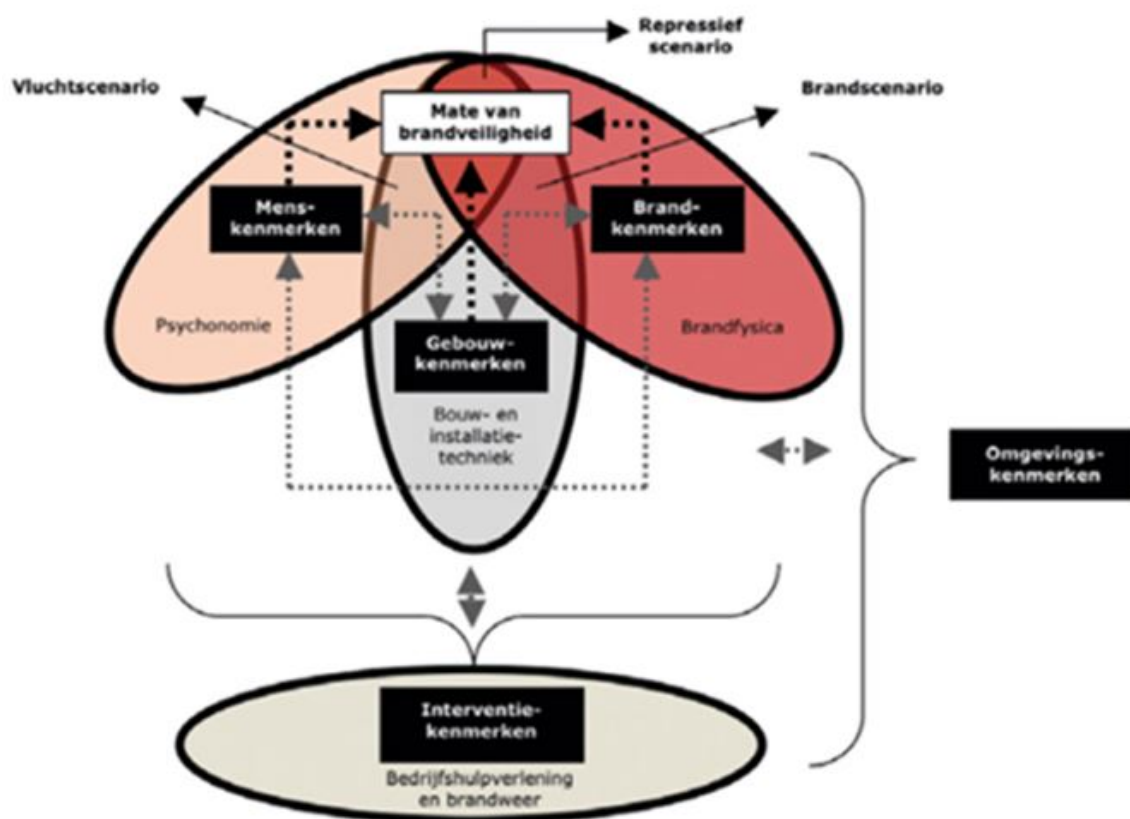 Repressief
scenario
Vluchtscenario
Brandscenario
Mate van
brandveiligheid
Mens-
kenmerken
Brand-
kenmerken
Psychonomie
Brandfysica
Gebouw-
kenmerken
Bouw- en
installatie-
techniek
Omgevings-
kenmerken
Interventie-
kenmerken
Bedrijfshulpverlening
en brandweer